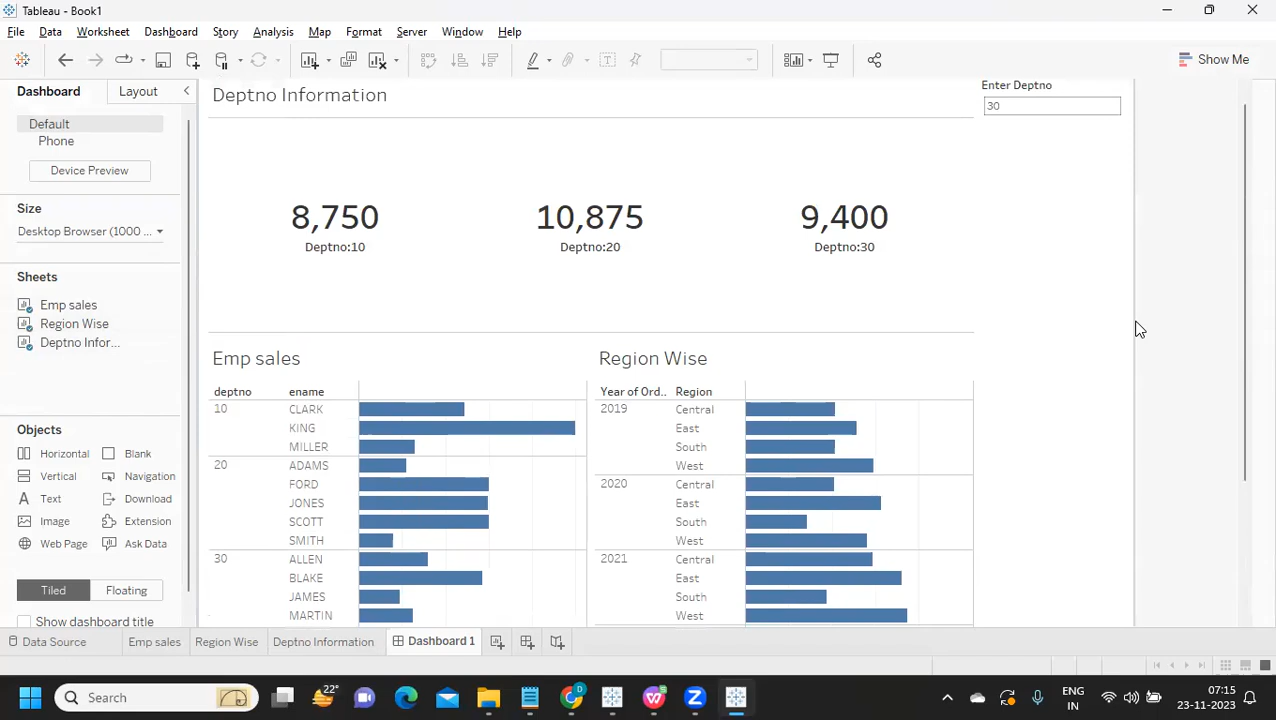 Tableau - Book1
File Data Worksheet Dashboard Story Analysis Map Format Server Window Help
Show Me
Dashboard Layout
Default
Phone
Device Preview
Size
Desktop Browser (1000 ...
Sheets
Emp sales
Region Wise
Deptno Infor...
Objects
Horizontal Blank
Vertical Navigation
Text Download
Image Extension
Web Page Ask Data
Tiled Floating
Show dashboard title
Deptno Information
Enter Deptno
30
8,750 10,875 9,400
Deptno:10 Deptno:20 Deptno:30
Emp sales
deptno ename
10 CLARK
KING
MILLER
20 ADAMS
FORD
JONES
SCOTT
SMITH
30 ALLEN
BLAKE
JAMES
MARTIN
Region Wise
Year of Ord.. Region
2019 Central
East
South
West
2020 Central
East
South
West
2021 Central
East
South
West
Data Source Emp sales Region Wise Deptno Information Dashboard 1
Search
22°
D
ENG
IN
07:15
23-11-2023